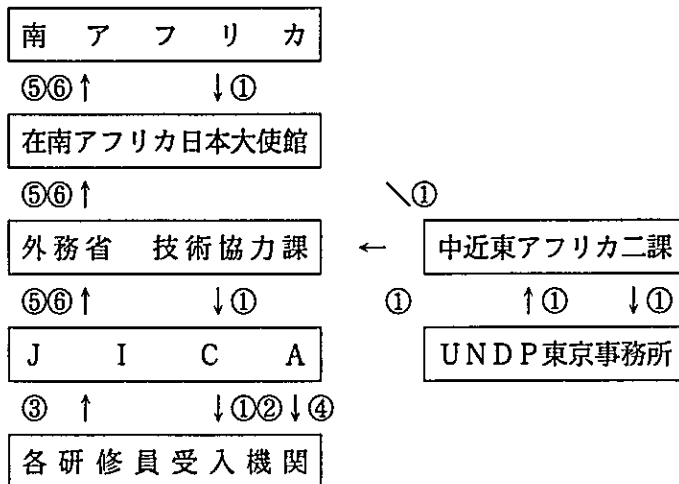 南アフリカ
⑤⑥↑ ↓①
在南アフリカ日本大使館
⑤⑥↑ ＼①
外務省 技術協力課 ← 中近東アフリカ二課
⑤⑥↑ ↓① ① ↑① ↓①
JICA UNDP東京事務所
③ ↑ ↓①②↓④
各研修員受入機関